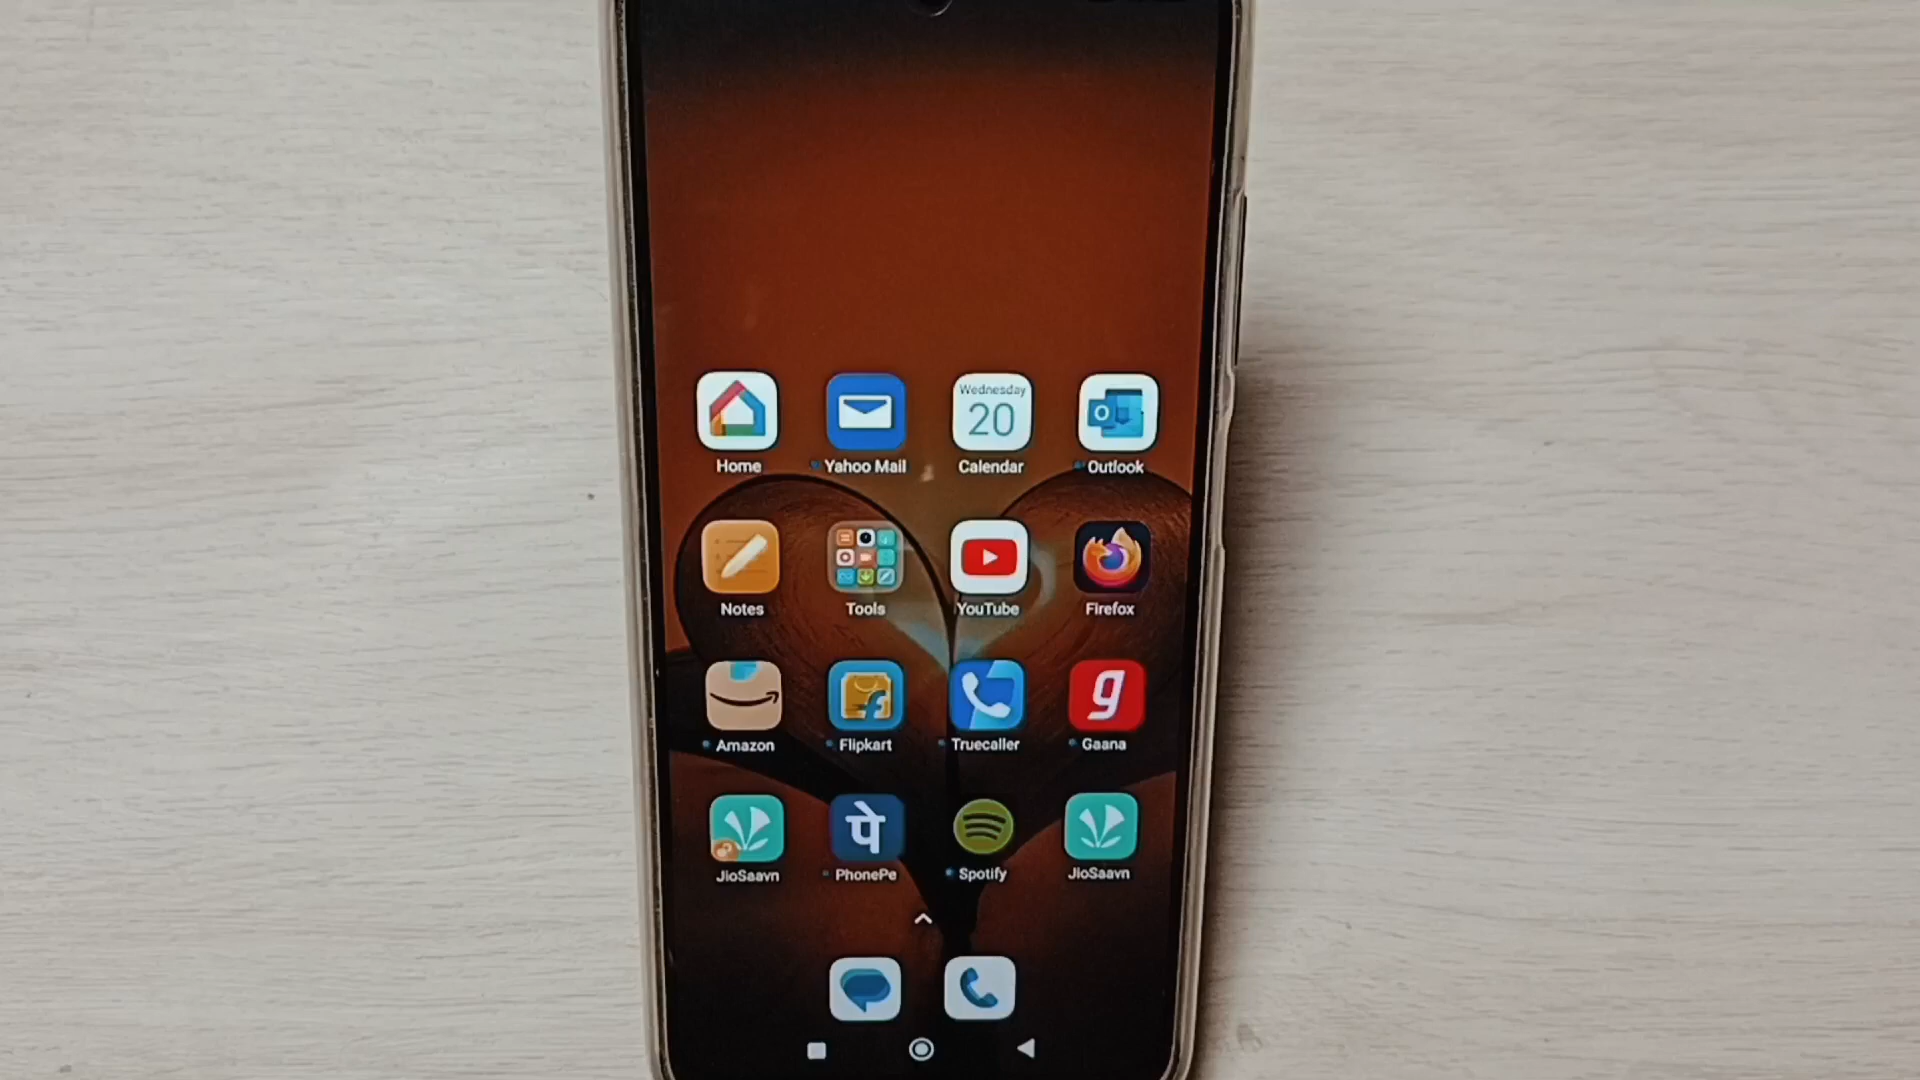 Wednesday
20
Home
Yahoo Mail
Calendar
Outlook
Notes
Tools
YouTube
Firefox
Amazon
Flipkart
Truecaller
Gaana
पे
JioSaavn
PhonePe
Spotify
JioSaavn